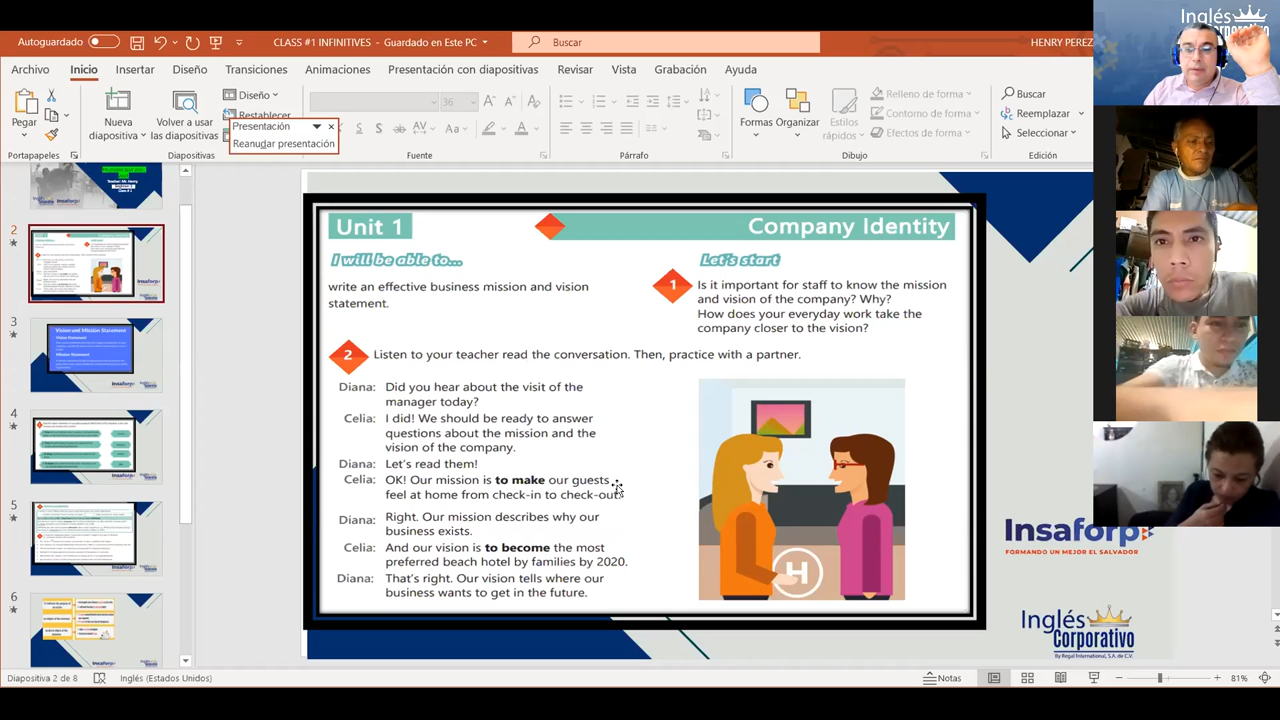 Autoguardado
CLASS #1 INFINITIVES - Guardado en Este PC
Buscar
HENRY PEREZ
Inglés
Corporativo
Archivo
Inicio
Insertar
Diseño
Transiciones
Animaciones
Presentación con diapositivas
Revisar
Vista
Grabación
Ayuda
Pegar
Nueva diapositiva
Volver a usar las diapositivas
Diseño
Restablecer
Presentación
Reanudar presentación
36
Formas
Organizar
Estilos rápidos
Relleno de forma
Contorno de forma
Efectos de forma
Buscar
Reemplazar
Seleccionar
Portapapeles
Diapositivas
Fuente
Párrafo
Dibujo
Edición
2
3
Vision and Mission Statement
4
5
6
Unit 1
Company Identity
I will be able to...
write an effective business mission and vision
statement.
Let's start
1
Is it important for staff to know the mission
and vision of the company? Why?
How does your everyday work take the
company closer to the vision?
2
Listen to your teacher read the conversation. Then, practice with a partner.
Diana: Did you hear about the visit of the
manager today?
Celia: I did! We should be ready to answer
questions about the mission and the
vision of the company.
Diana: Let's read them!
Celia: OK! Our mission is to make our guests
feel at home from check-in to check-out.
Diana: Right. Our mission describes why our
business exists.
Celia: And our vision is to become the most
preferred beach hotel by families by 2020.
Diana: That's right. Our vision tells where our
business wants to get in the future.
H
Insaforp
FORMANDO UN MEJOR EL SALVADOR
Inglés
Corporativo
By Regal International, S.A. de C.V.
Diapositiva 2 de 8
Inglés (Estados Unidos)
Notas
81%